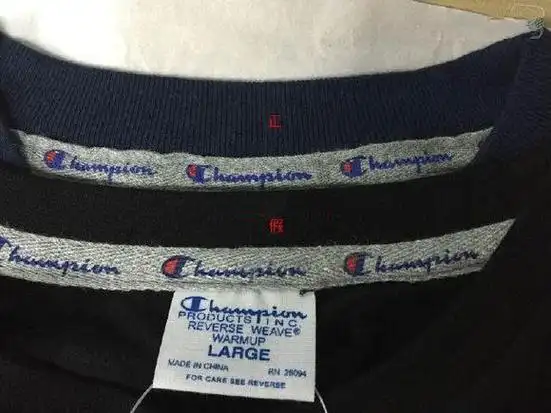 正
Champion Champion Champion
假
Champion Champion Champion
Champion
PRODUCTS INC.
REVERSE WEAVE®
WARMUP
LARGE
MADE IN CHINA RN 26094
FOR CARE SEE REVERSE